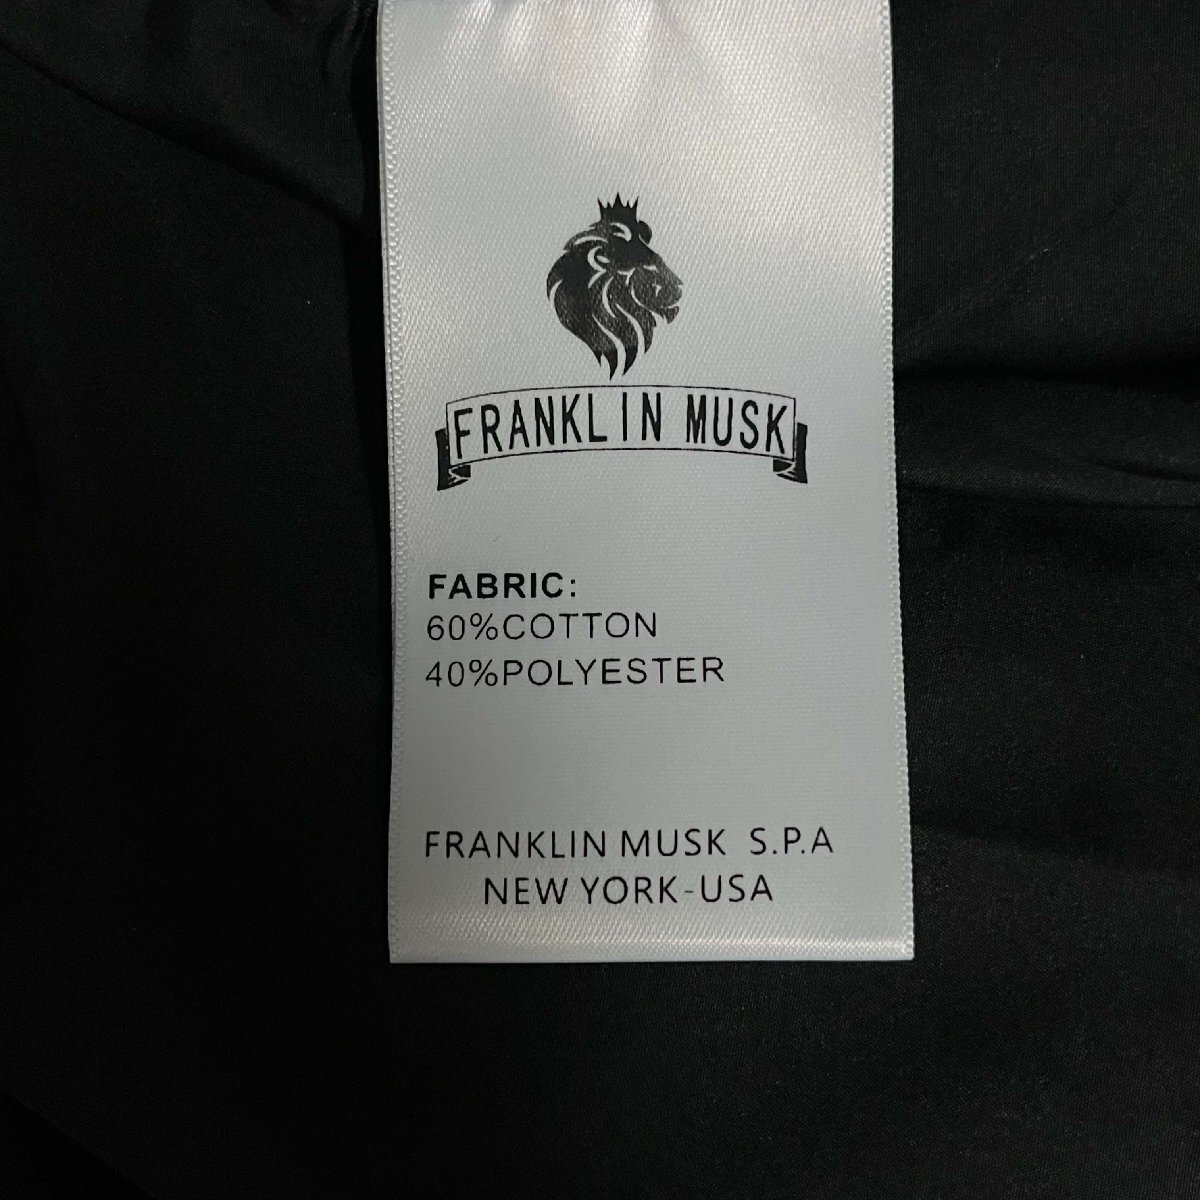 FRANKLIN MUSK
FABRIC:
60%COTTON
40%POLYESTER
FRANKLIN MUSK S.P.A
NEW YORK-USA